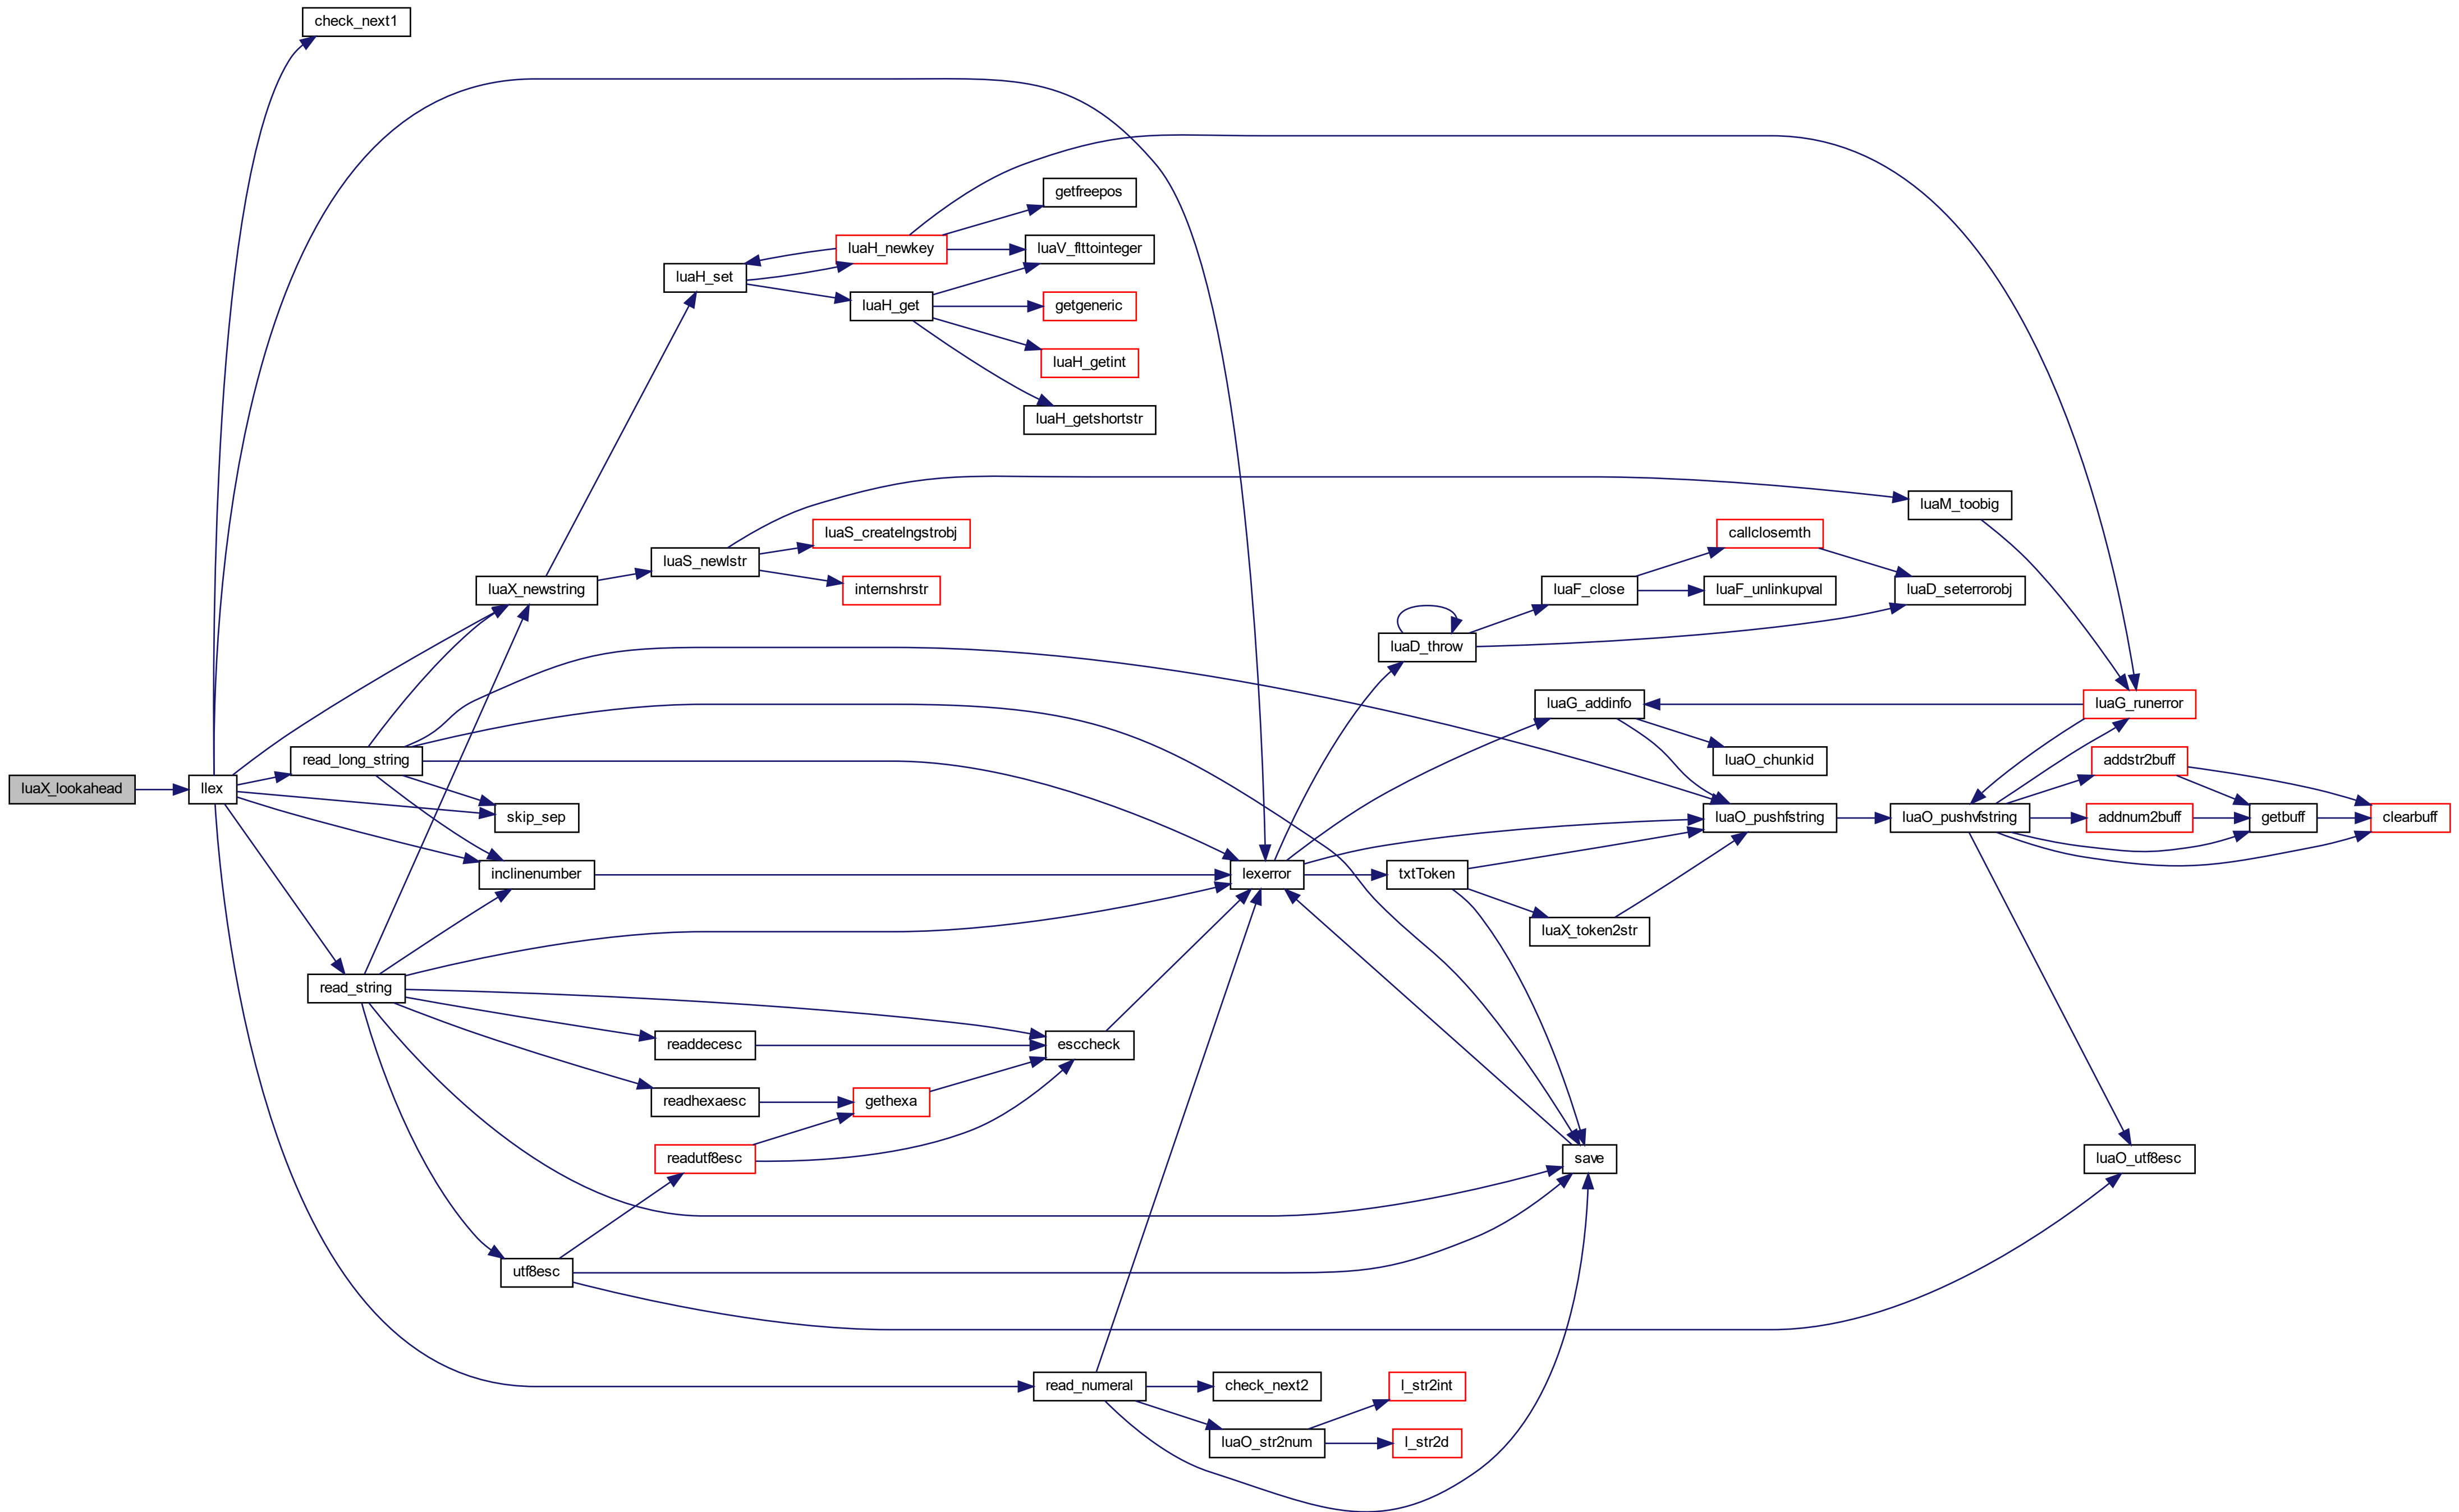 check_next1
getfreepos
luaH_newkey
luaV_flttointeger
luaH_set
luaH_get
getgeneric
luaH_getint
luaH_getshortstr
luaM_toobig
luaS_createlngstrobj
callclosemth
luaS_newlstr
luaX_newstring
internshrstr
luaF_close
luaF_unlinkupval
luaD_seterrorobj
luaD_throw
luaG_addinfo
luaG_runerror
read_long_string
luaO_chunkid
addstr2buff
luaX_lookahead
llex
skip_sep
luaO_pushfstring
luaO_pushvfstring
addnum2buff
getbuff
clearbuff
inclinenumber
lexerror
txtToken
luaX_token2str
read_string
readdecesc
esccheck
readhexaesc
gethexa
readutf8esc
save
luaO_utf8esc
utf8esc
read_numeral
check_next2
l_str2int
luaO_str2num
l_str2d